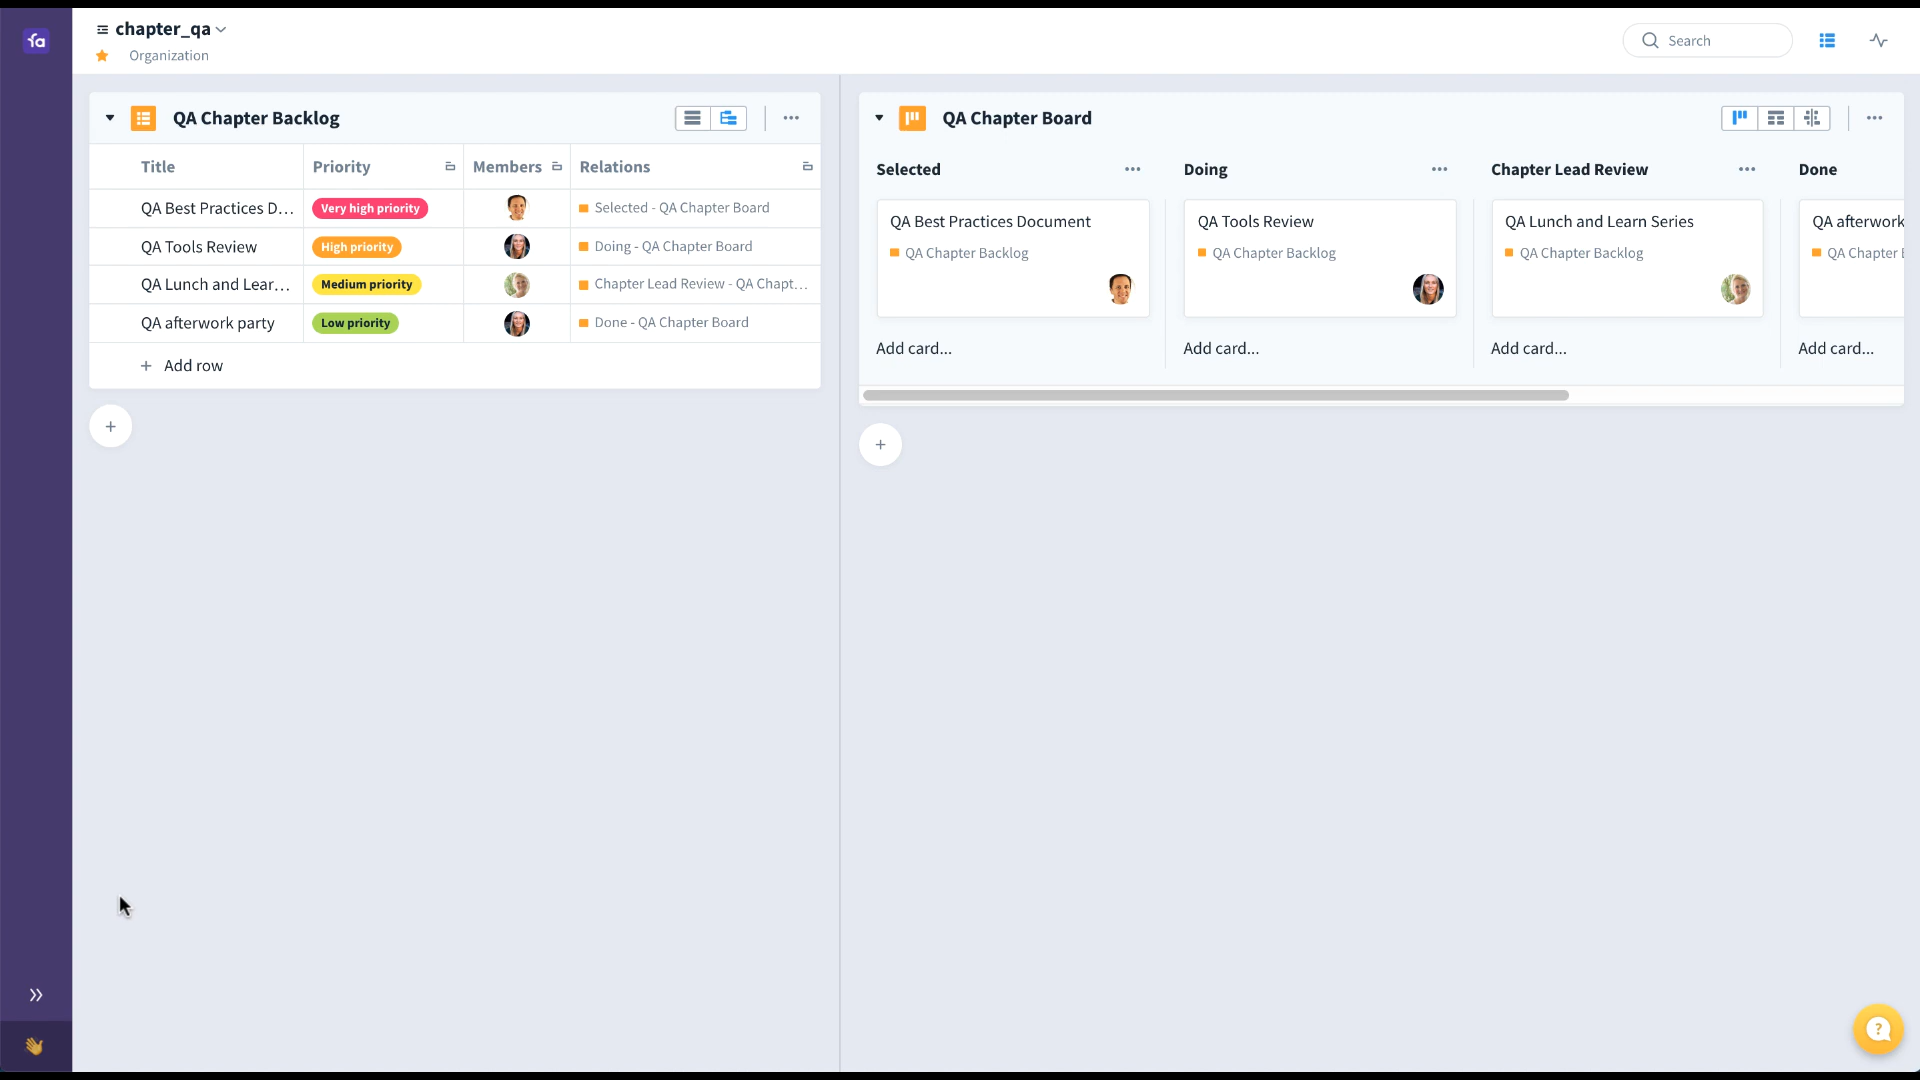 fa
chapter_qa
Organization
Search
QA Chapter Backlog
Title
Priority
Members
Relations
QA Best Practices D...
Very high priority
Selected - QA Chapter Board
QA Tools Review
High priority
Doing - QA Chapter Board
QA Lunch and Lear...
Medium priority
Chapter Lead Review - QA Chapt...
QA afterwork party
Low priority
Done - QA Chapter Board
+ Add row
+
QA Chapter Board
Selected
QA Best Practices Document
QA Chapter Backlog
Add card...
Doing
QA Tools Review
QA Chapter Backlog
Add card...
Chapter Lead Review
QA Lunch and Learn Series
QA Chapter Backlog
Add card...
Done
QA afterwork
QA Chapter
Add card...
+
?